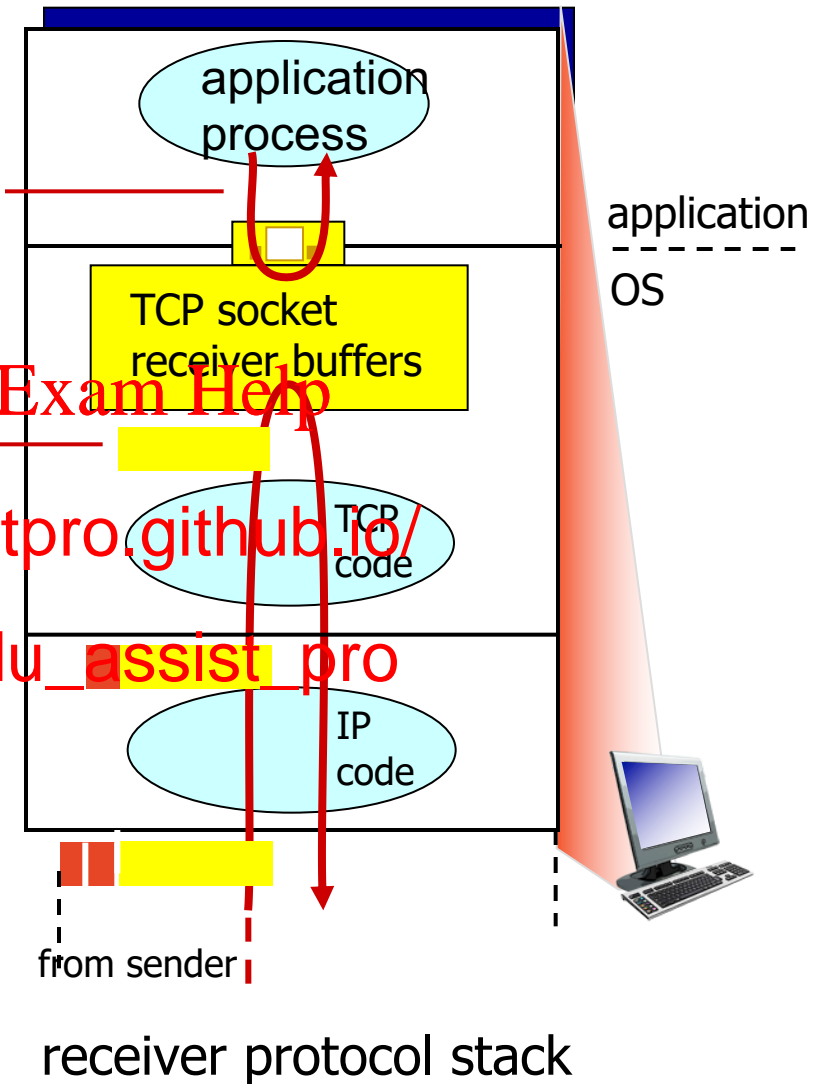 application
process
application
OS
TCP socket
receiver buffers
Exam Help
TCP
code
tpro.github.io/
du_assist_pro
IP
code
from sender
receiver protocol stack